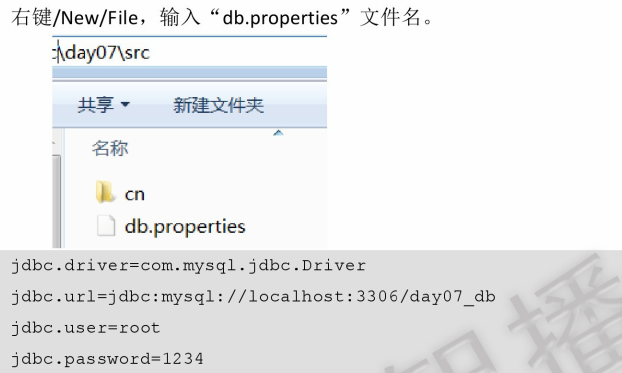 右键/New/File，输入“db.properties”文件名。
\day07\src
共享 新建文件夹
名称
cn
db.properties
jdbc.driver=com.mysql.jdbc.Driver
jdbc.url=jdbc:mysql://localhost:3306/day07_db
jdbc.user=root
jdbc.password=1234